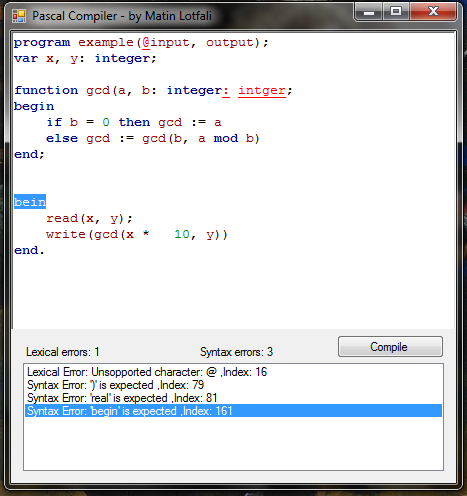 Pascal Compiler - by Matin Lotfali
program example(@input, output);
var x, y: integer;
function gcd(a, b: integer: intger;
begin
    if b = 0 then gcd := a
    else gcd := gcd(b, a mod b)
end;
bein
    read(x, y);
    write(gcd(x *   10, y))
end.
Lexical errors: 1
Syntax errors: 3
Compile
Lexical Error: Unsopported character: @ ,Index: 16
Syntax Error: ')' is expected ,Index: 79
Syntax Error: 'real' is expected ,Index: 81
Syntax Error: 'begin' is expected ,Index: 161